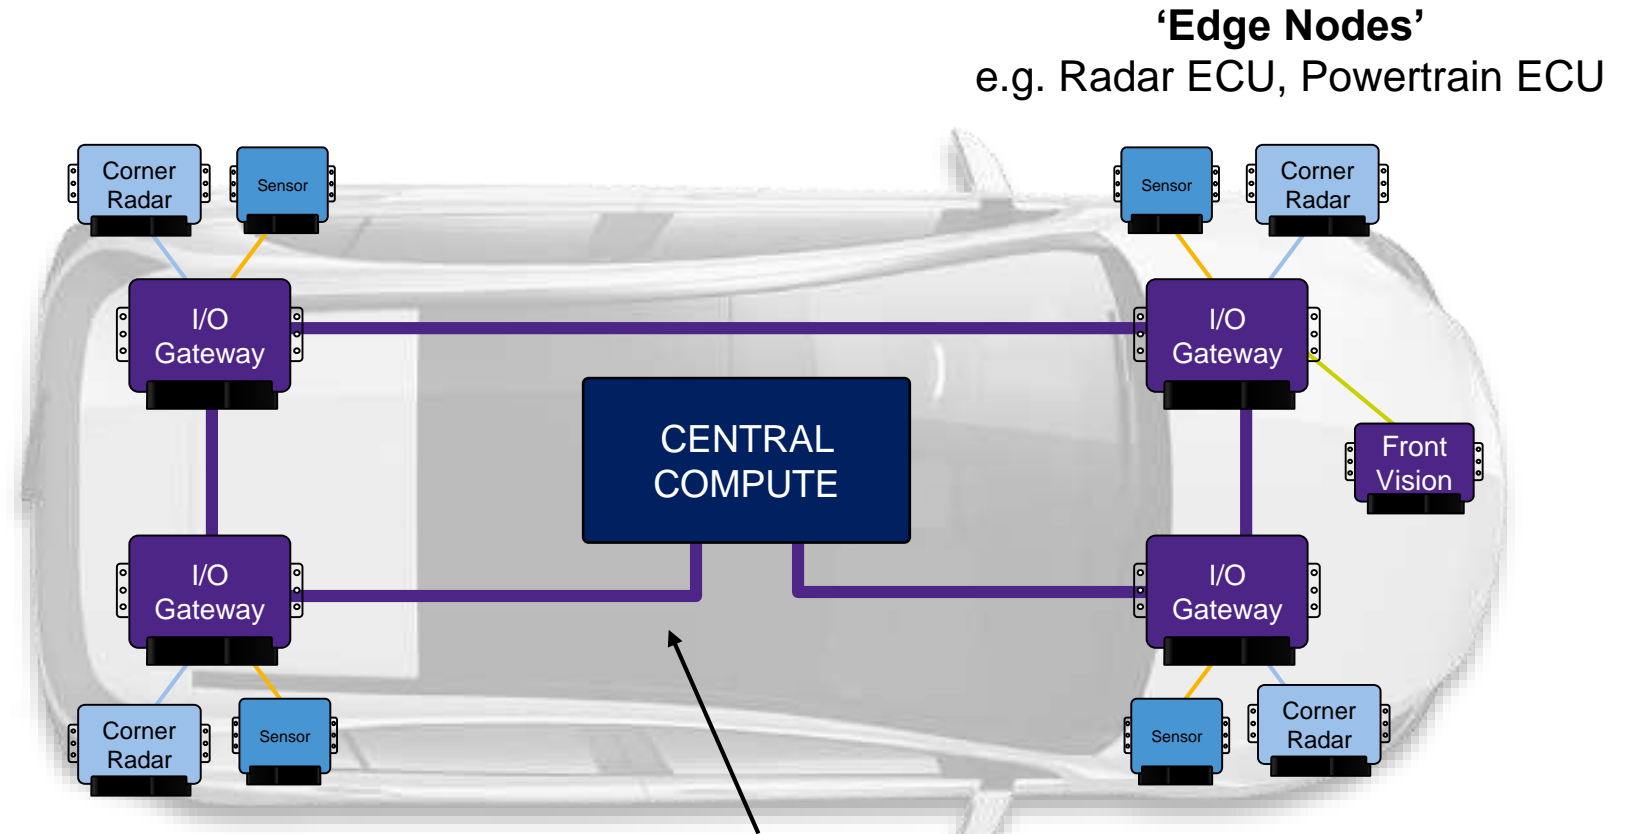 ‘Edge Nodes’
e.g. Radar ECU, Powertrain ECU
Corner
Radar
Sensor
Sensor
Corner
Radar
I/O
Gateway
I/O
Gateway
CENTRAL
COMPUTE
Front
Vision
I/O
Gateway
I/O
Gateway
Corner
Radar
Sensor
Sensor
Corner
Radar